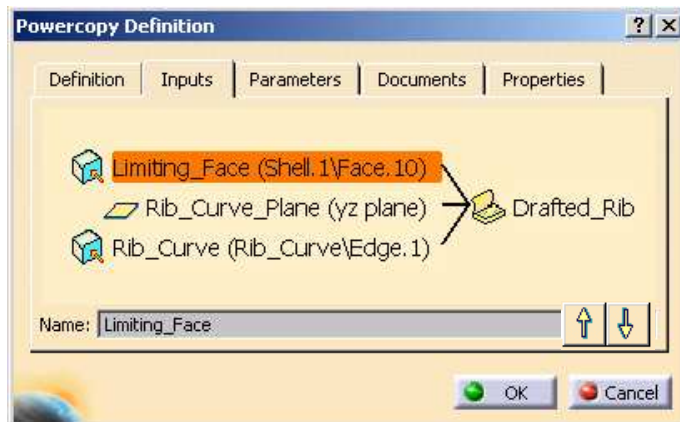 Powercopy Definition
Definition Inputs Parameters Documents Properties
Limiting_Face (Shell.1\Face.10)
Rib_Curve_Plane (yz plane) Drafted_Rib
Rib_Curve (Rib_Curve\Edge.1)
Name: Limiting_Face
OK Cancel